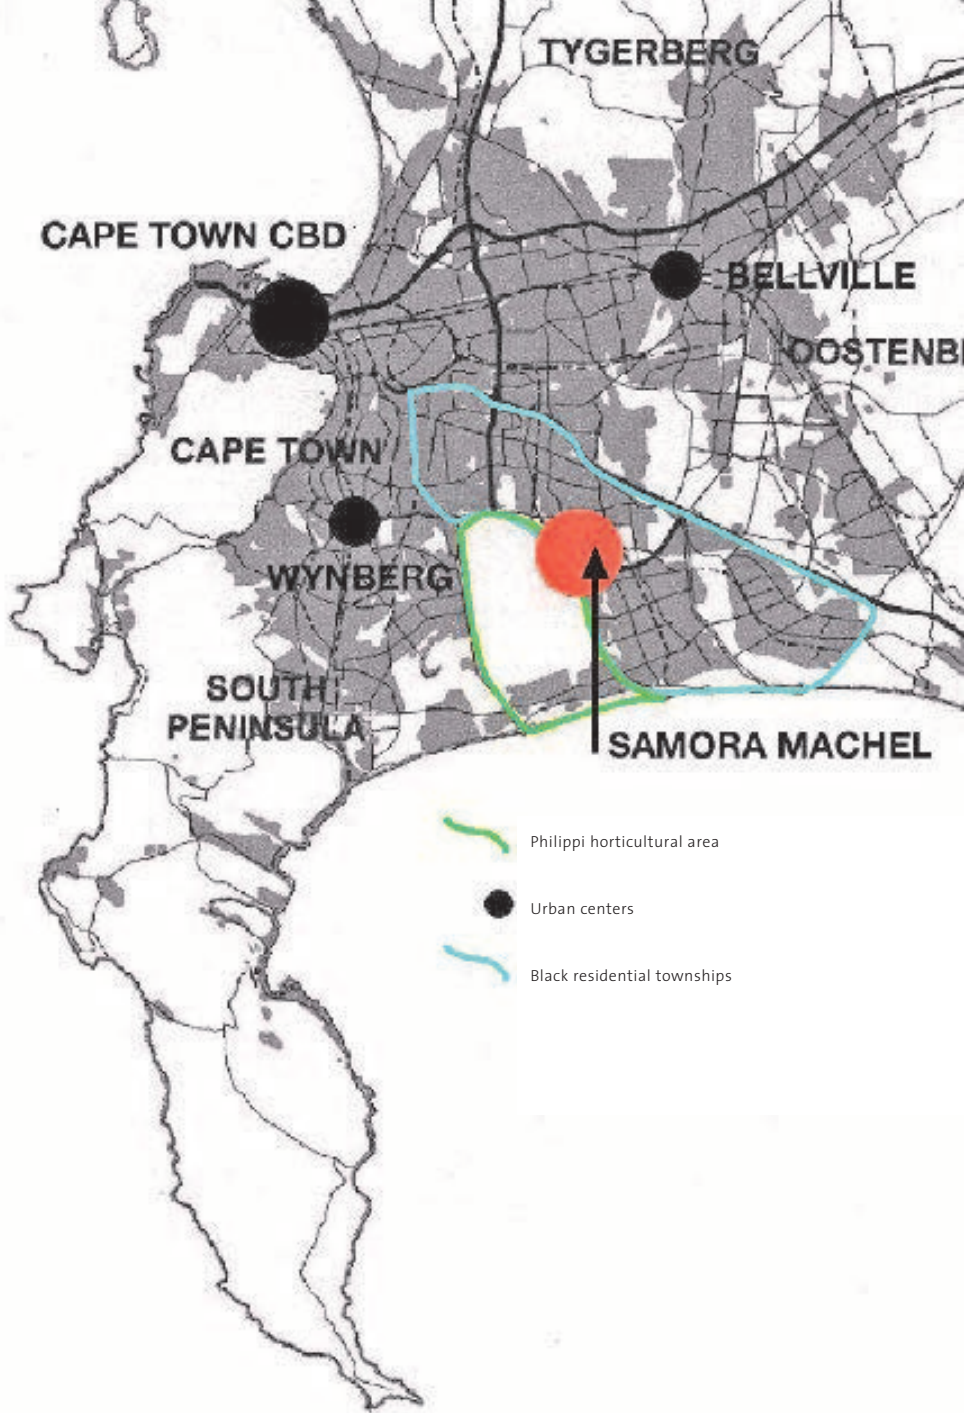 TYGERBERG
CAPE TOWN CBD
BELLVILLE
OOSTENBE
CAPE TOWN
WYNBERG
SOUTH
PENINSULA
SAMORA MACHEL
Philippi horticultural area
Urban centers
Black residential townships